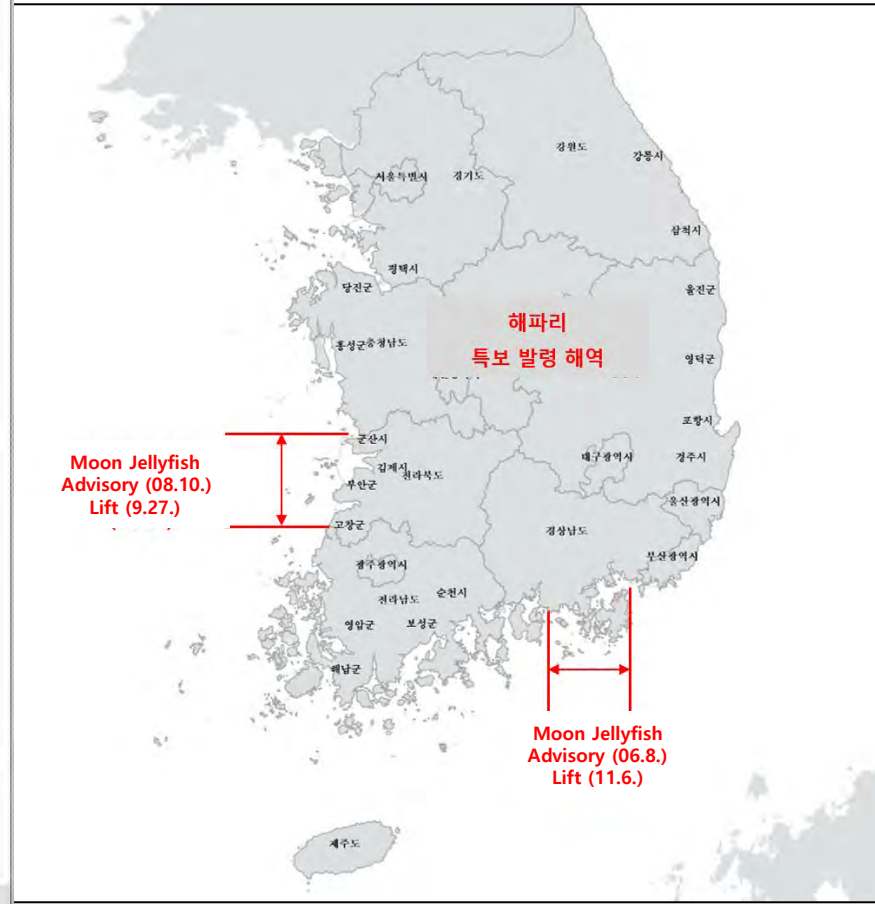 강원도
강릉시
서울특별시
경기도
삼척시
평택시
당진군
울진군
해파리
특보 발령 해역
홍성군
충청남도
영덕군
포항시
군산시
대구광역시
경주시
Moon Jellyfish
Advisory (08.10.)
Lift (9.27.)
김제시
전라북도
부안군
울산광역시
고창군
경상남도
부산광역시
광주광역시
순천시
전라남도
영암군
보성군
해남군
Moon Jellyfish
Advisory (06.8.)
Lift (11.6.)
제주도